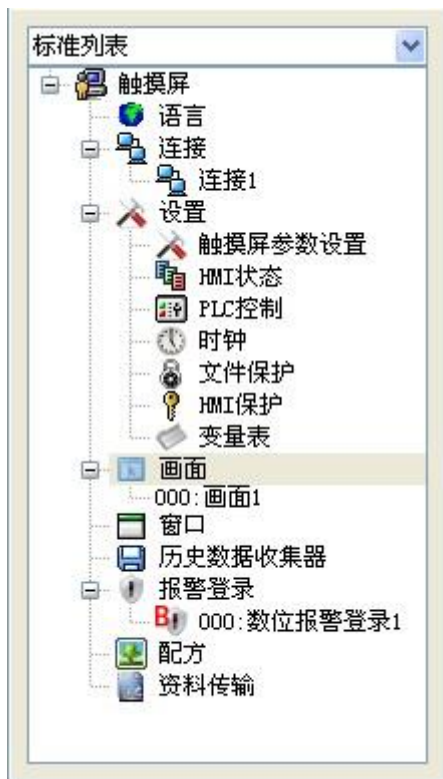 标准列表
触摸屏
语言
连接
连接1
设置
触摸屏参数设置
HMI状态
PLC控制
时钟
文件保护
HMI保护
变量表
画面
000:画面1
窗口
历史数据收集器
报警登录
000:数位报警登录1
配方
资料传输